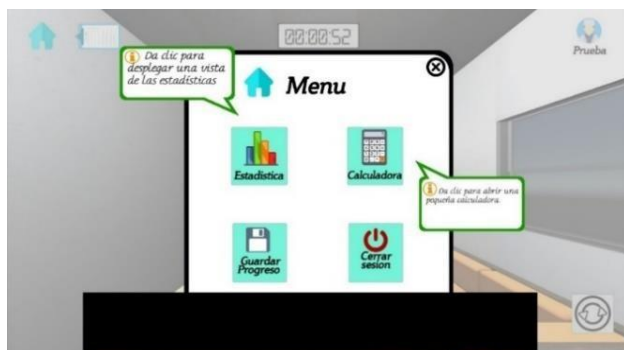 00:00:52
Prueba
Da clic para
desplegar una vista
de las estadísticas
Menu
Estadística
Calculadora
Da clic para abrir una
pequeña calculadora.
Guardar
Progreso
Cerrar
sesion